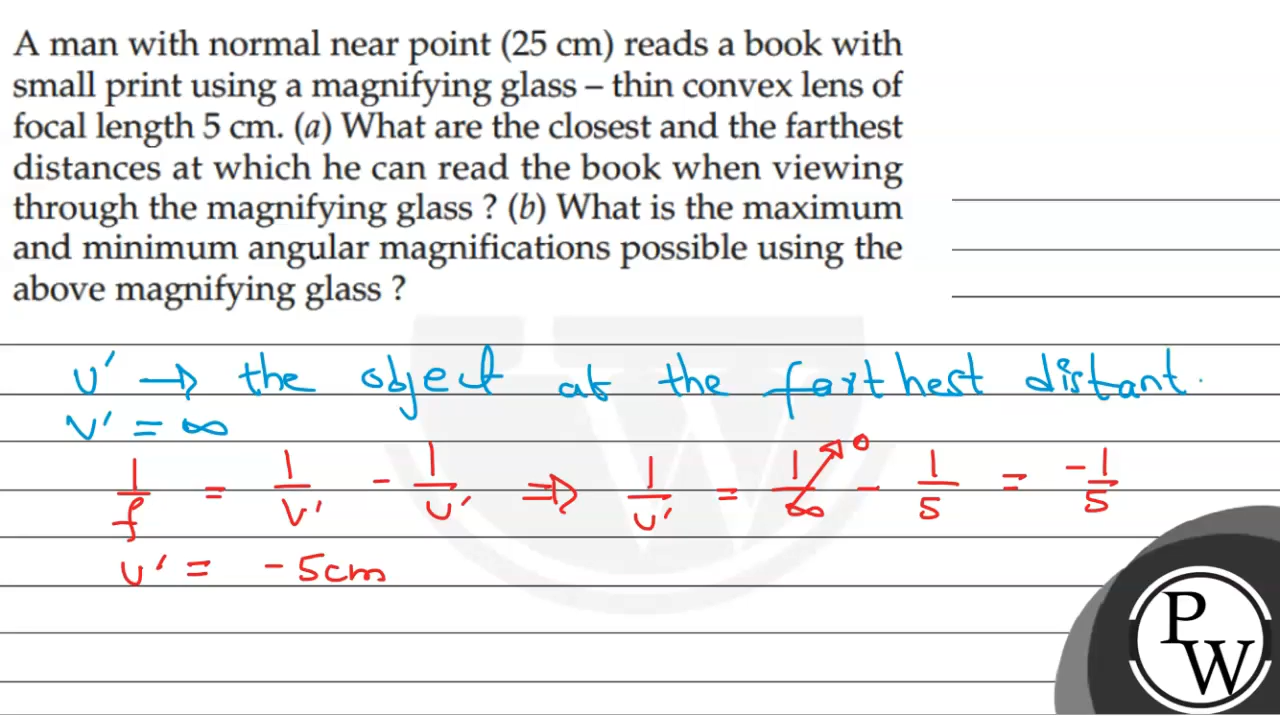 A man with normal near point (25 cm) reads a book with
small print using a magnifying glass – thin convex lens of
focal length 5 cm. (a) What are the closest and the farthest
distances at which he can read the book when viewing
through the magnifying glass ? (b) What is the maximum
and minimum angular magnifications possible using the
above magnifying glass ?
u' → the object at the farthest distant.
v' = ∞
1/f = 1/v' - 1/u' ⇒ 1/u' = 1/∞ 0 - 1/5 = -1/5
u' = -5cm
P
W